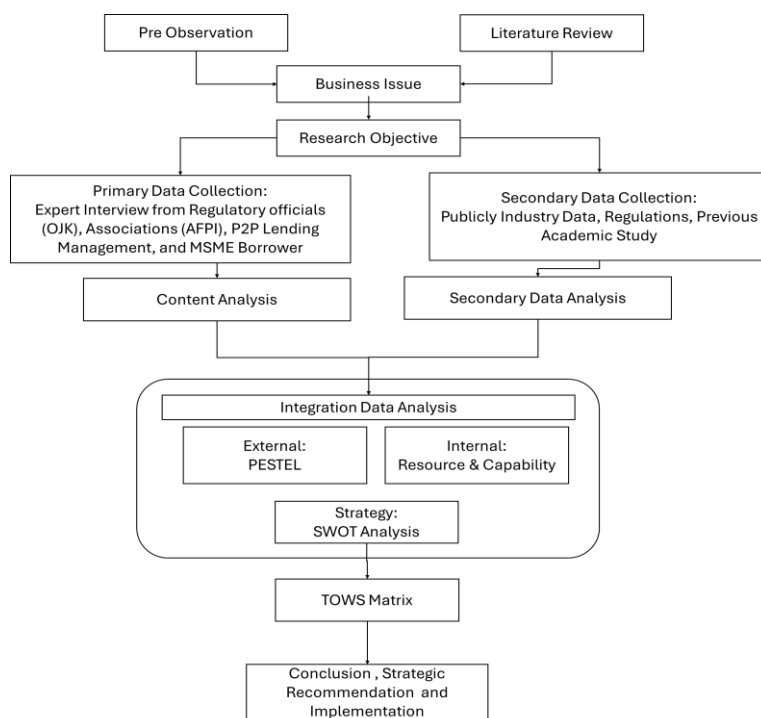 Pre Observation
Literature Review
Business Issue
Research Objective
Primary Data Collection:
Expert Interview from Regulatory officials
(OJK), Associations (AFPI), P2P Lending
Management, and MSME Borrower
Secondary Data Collection:
Publicly Industry Data, Regulations, Previous
Academic Study
Content Analysis
Secondary Data Analysis
Integration Data Analysis
External:
PESTEL
Internal:
Resource & Capability
Strategy:
SWOT Analysis
TOWS Matrix
Conclusion , Strategic
Recommendation and
Implementation